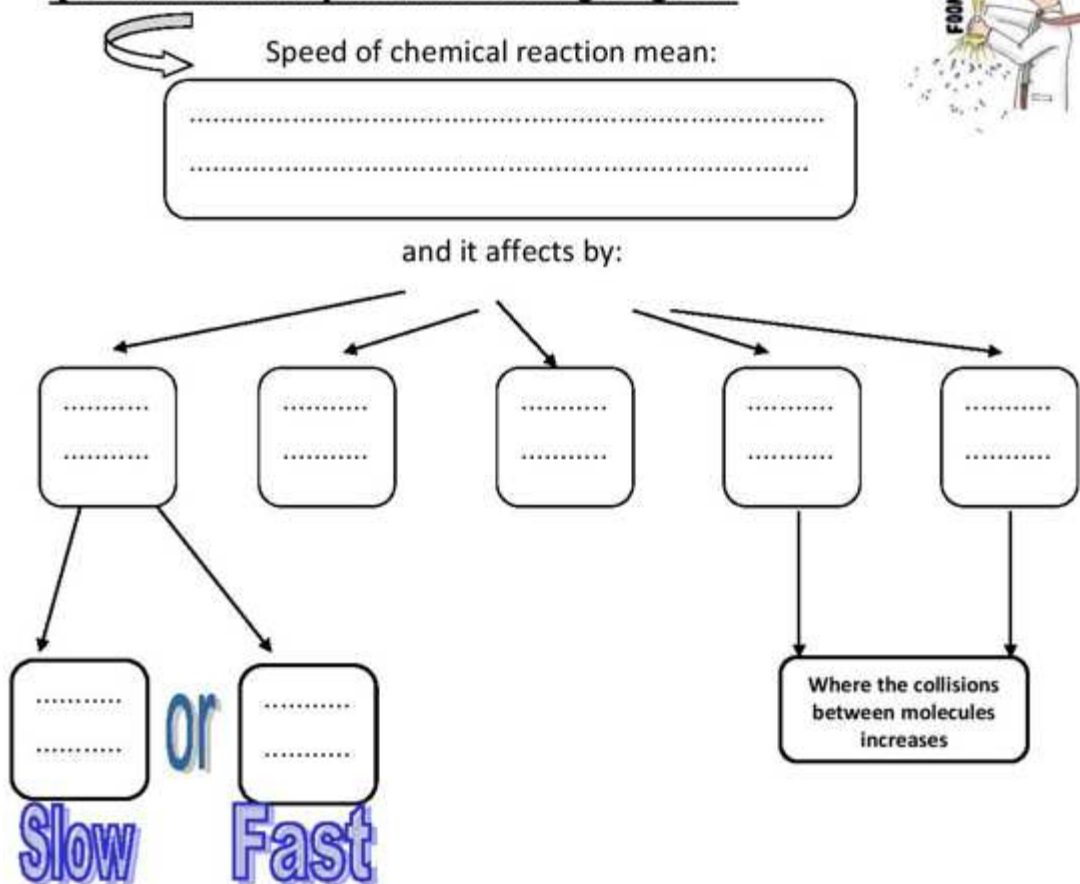 Speed of chemical reaction mean:
................................................................
................................................................
and it affects by:
.......... .......... .......... .......... ..........
.......... .......... .......... .......... ..........
Where the collisions
between molecules
increases
.......... or ..........
.......... ..........
Slow Fast